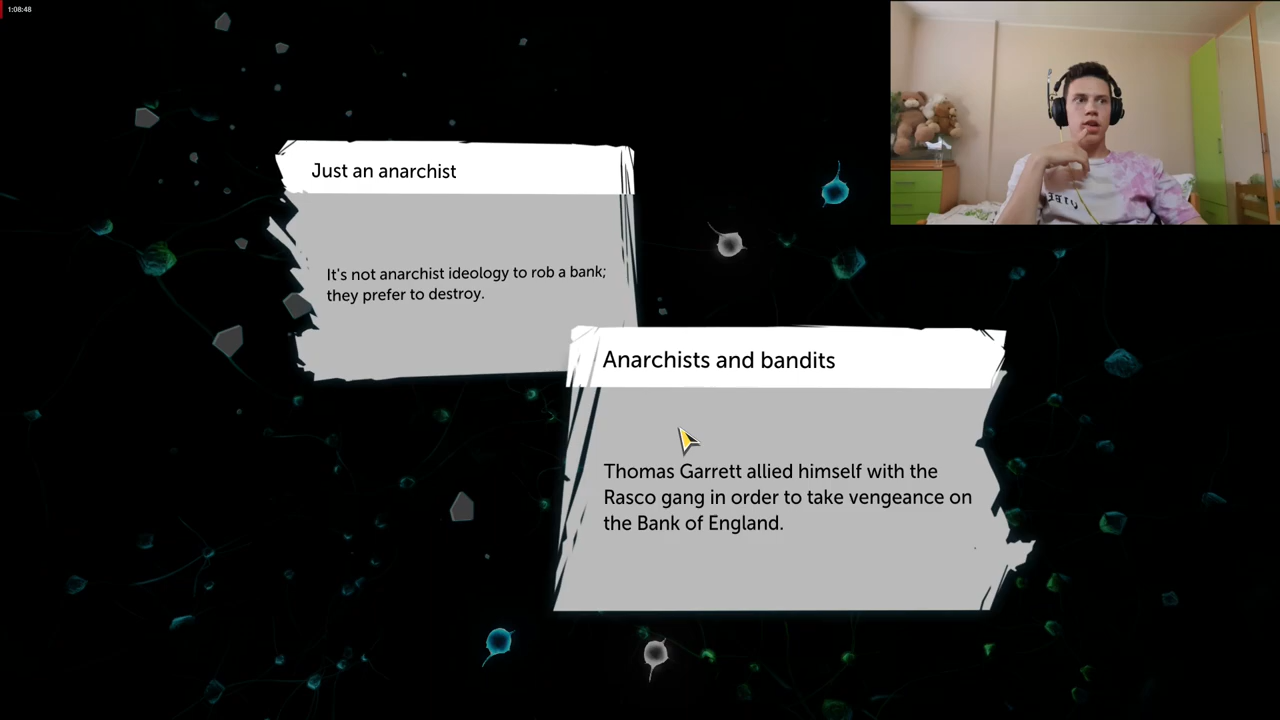 1:08:48
Just an anarchist
It's not anarchist ideology to rob a bank;
they prefer to destroy.
Anarchists and bandits
Thomas Garrett allied himself with the
Rasco gang in order to take vengeance on
the Bank of England.